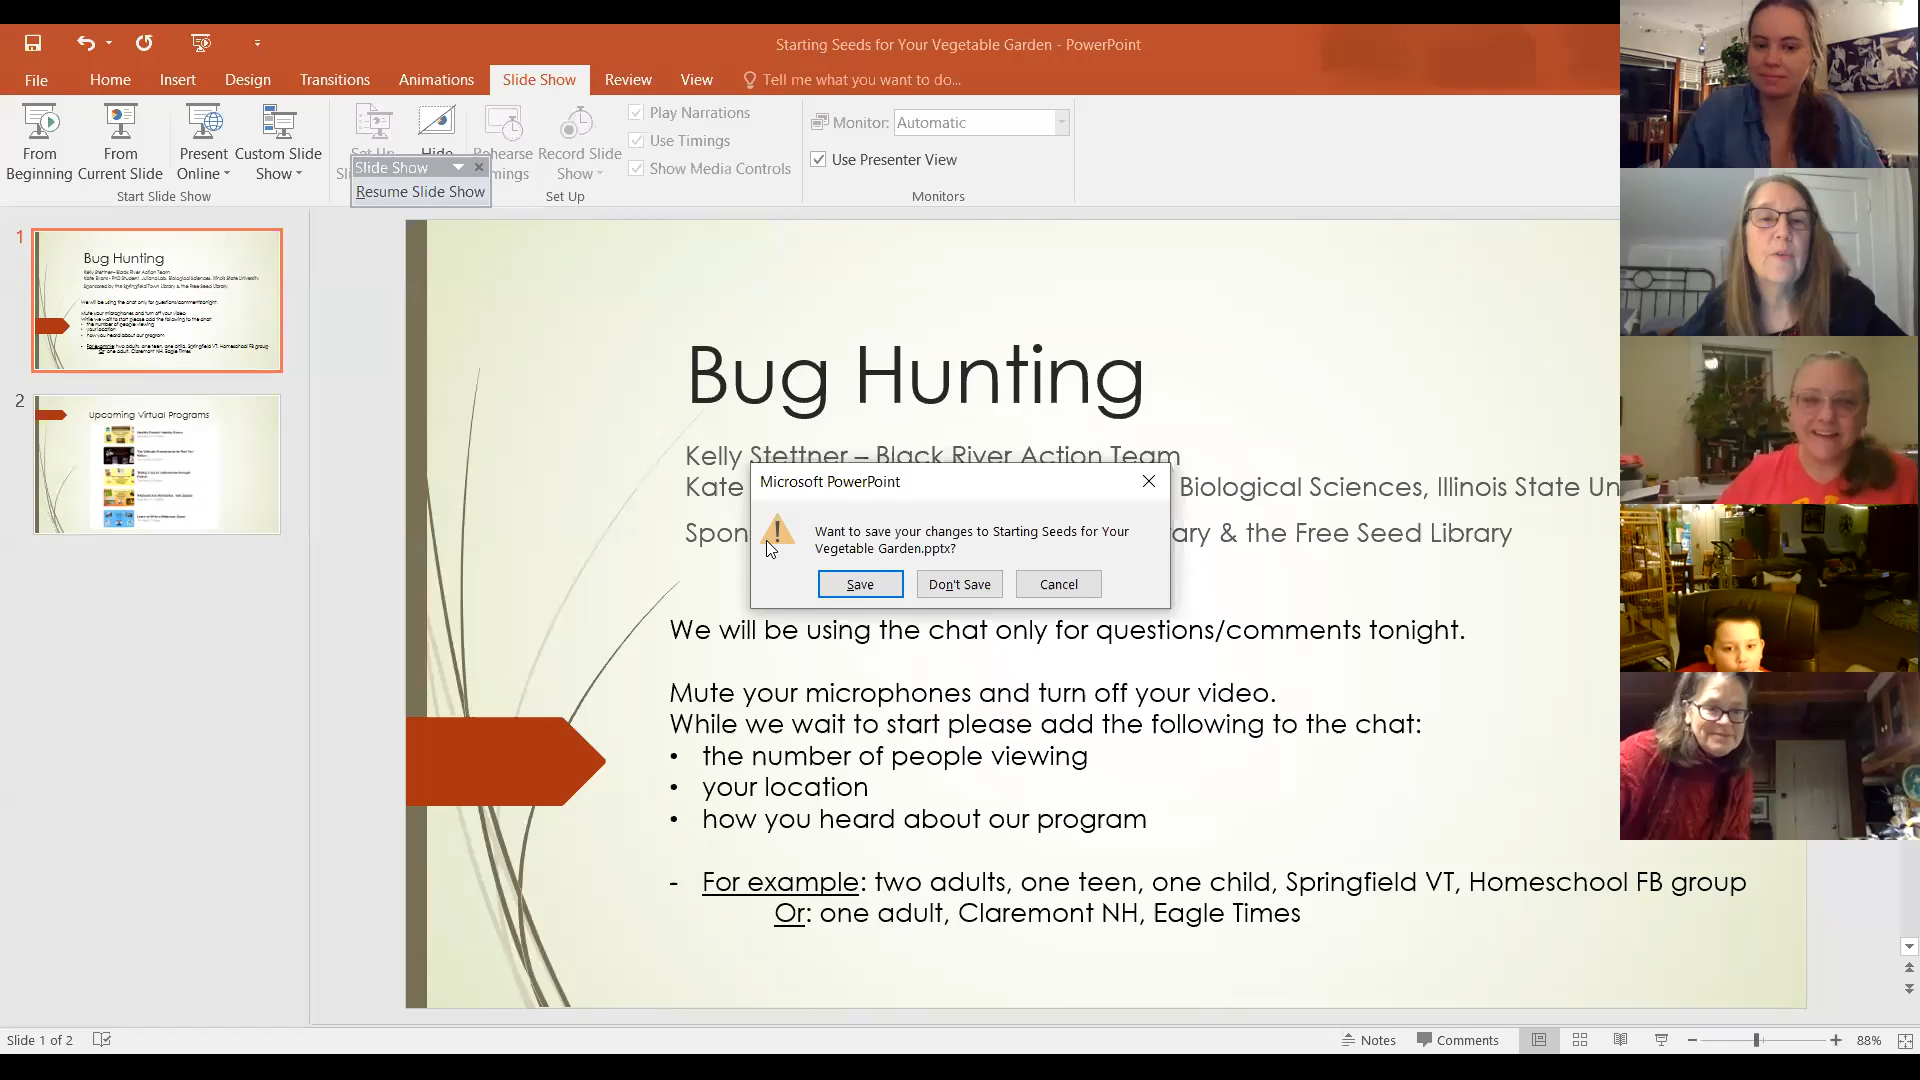 Starting Seeds for Your Vegetable Garden - PowerPoint
File Home Insert Design Transitions Animations Slide Show Review View Tell me what you want to do...
From Beginning
From Current Slide
Present Online
Custom Slide Show
Start Slide Show
Set Up
Hide
Rehearse
Record Slide Show
Play Narrations
Use Timings
Show Media Controls
Set Up
Slide Show
Resume Slide Show
Monitor: Automatic
Use Presenter View
Monitors
1
Bug Hunting
2
Upcoming Virtual Programs
Bug Hunting
Kelly Stettner – Black River Action Team
Kate Biological Sciences, Illinois State
& the Free Seed Library
Microsoft PowerPoint
Want to save your changes to Starting Seeds for Your
Vegetable Garden.pptx?
Save Don't Save Cancel
We will be using the chat only for questions/comments tonight.
Mute your microphones and turn off your video.
While we wait to start please add the following to the chat:
• the number of people viewing
• your location
• how you heard about our program
- For example: two adults, one teen, one child, Springfield VT, Homeschool FB group
Or: one adult, Claremont NH, Eagle Times
Slide 1 of 2
Notes Comments 88%